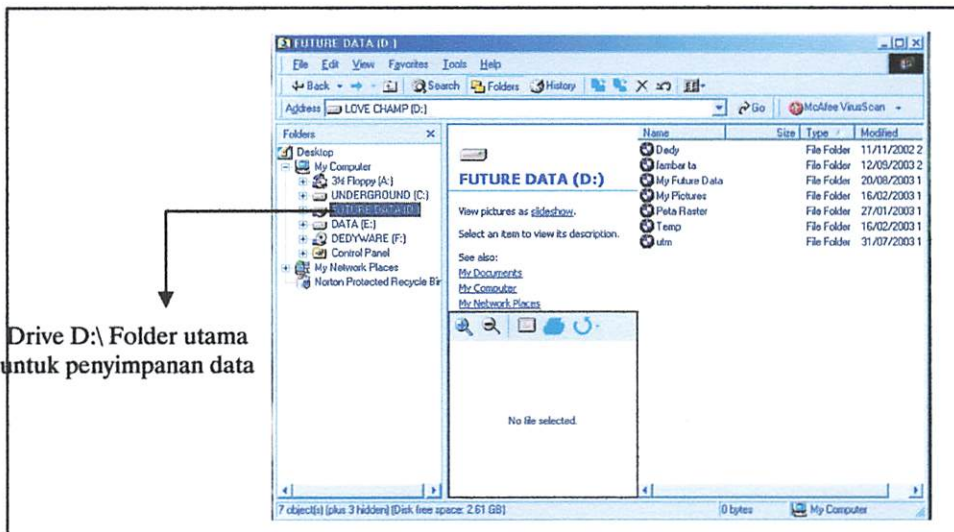 FUTURE DATA (D:)
File Edit View Favorites Tools Help
Back Search Folders History
Address LOVE CHAMP (D:) Go McAfee VirusScan
Folders
Desktop
My Computer
3½ Floppy (A:)
UNDERGROUND (C:)
FUTURE DATA (D:)
DATA (E:)
DEDYWARE (F:)
Control Panel
My Network Places
Norton Protected Recycle Bin
FUTURE DATA (D:)
View pictures as slideshow.
Select an item to view its description.
See also:
My Documents
My Computer
My Network Places
No file selected.
Name Size Type Modified
Dedy File Folder 11/11/2002 2
My Future Data File Folder 20/08/2003 1
My Pictures File Folder 16/02/2003 1
Peta Raster File Folder 27/01/2003 1
Temp File Folder 16/02/2003 1
utm File Folder 31/07/2003 1
File Folder 12/09/2003 2
7 object(s) (plus 3 hidden) (Disk free space: 2.61 GB) 0 bytes My Computer
Drive D:\ Folder utama
untuk penyimpanan data